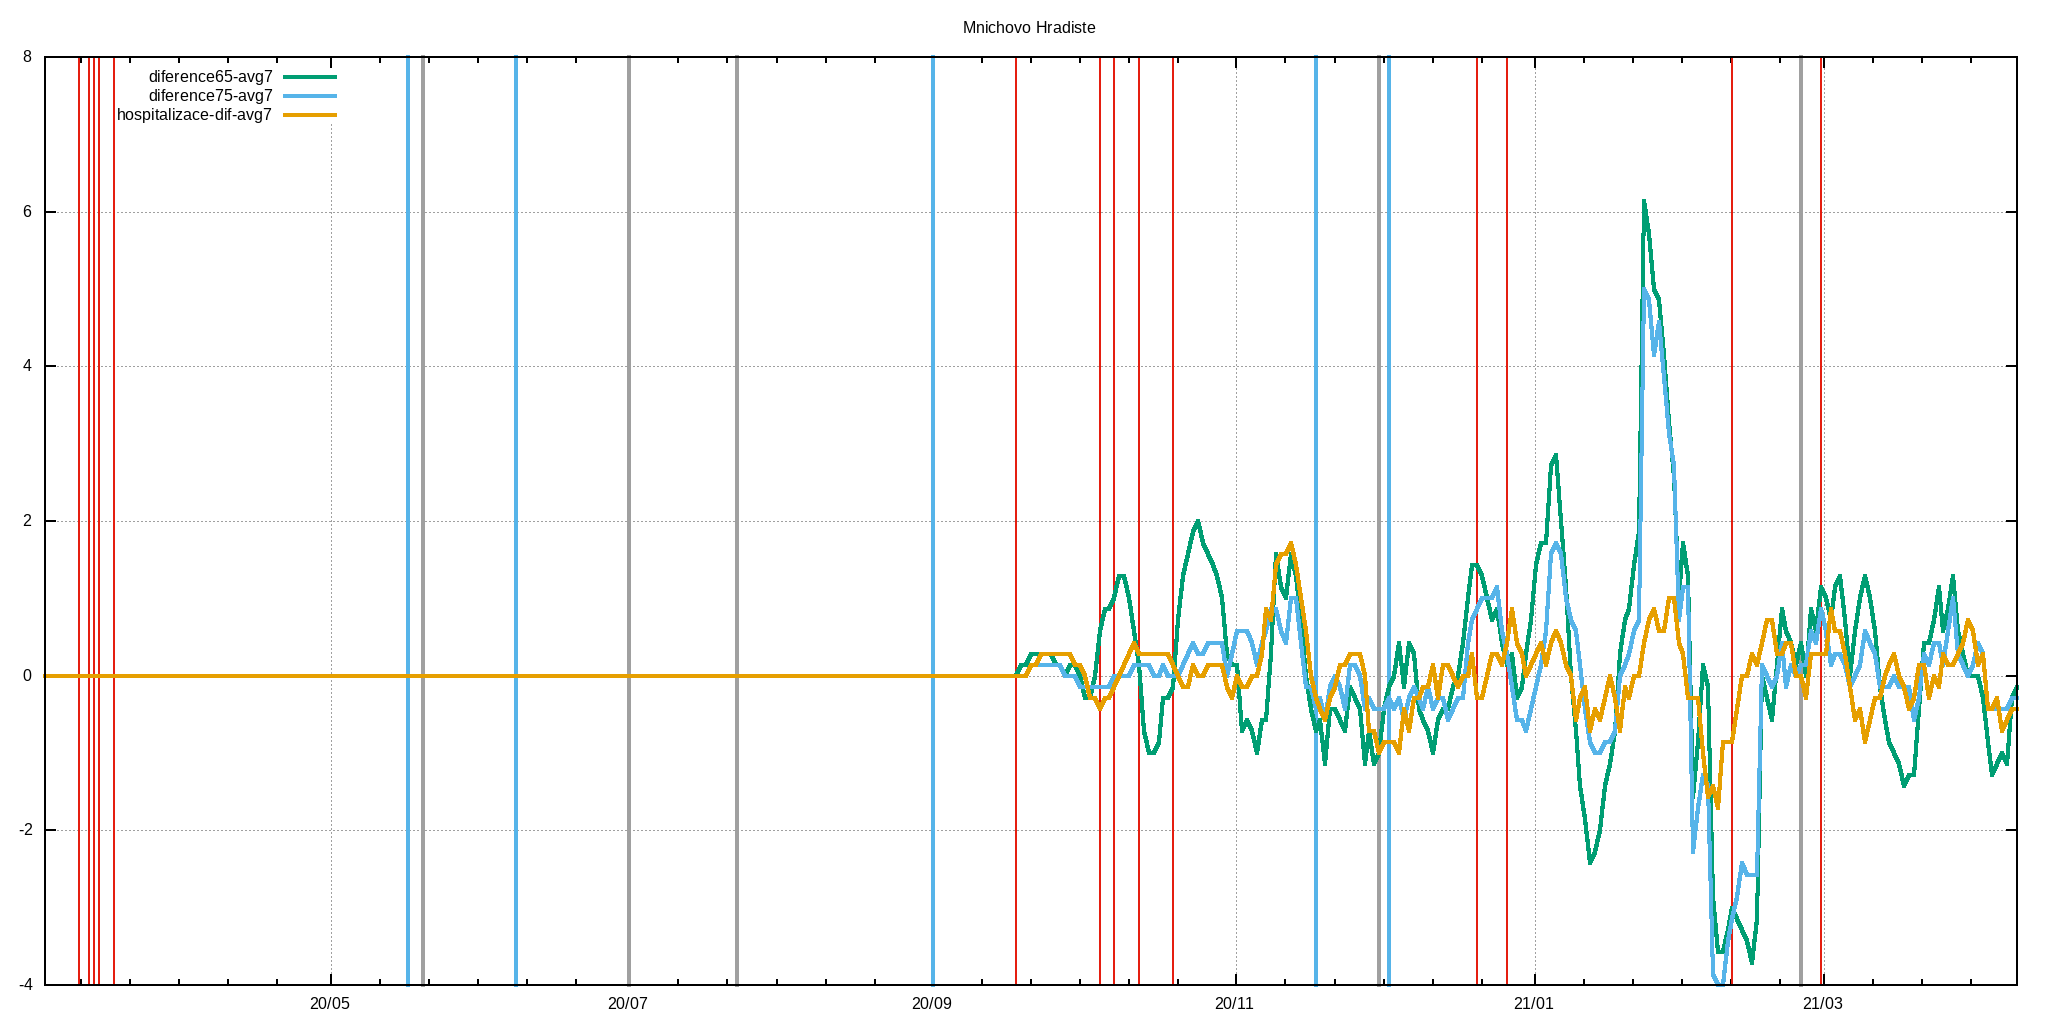 Mnichovo Hradiste
diference65-avg7
diference75-avg7
hospitalizace-dif-avg7
8
6
4
2
0
-2
-4
20/05 20/07 20/09 20/11 21/01 21/03